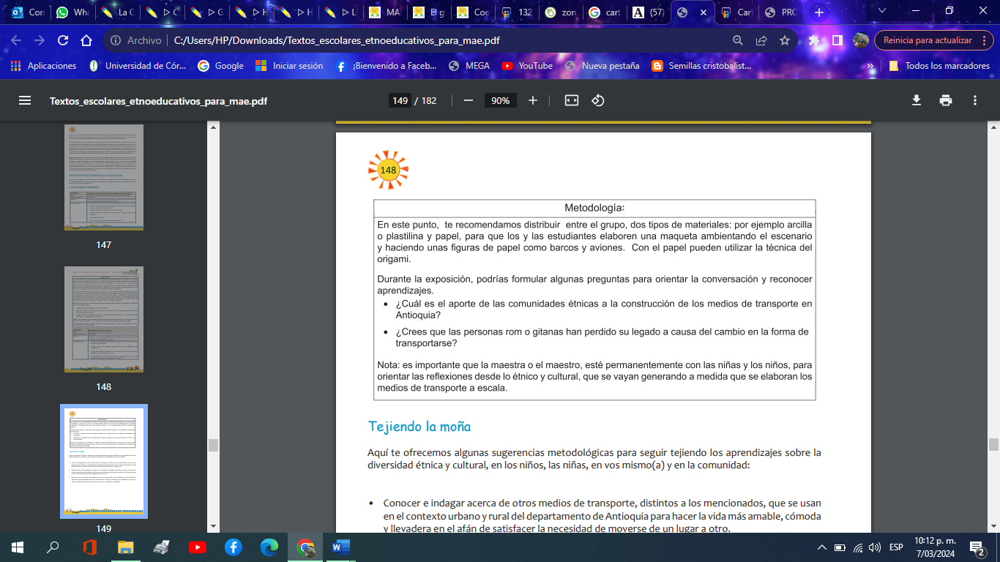 Cor
Wha
La G
C
G
H
H
Li
MA
El g
Coc
132
zon
cart
(57)
Cart
PRC
Archivo
C:/Users/HP/Downloads/Textos_escolares_etnoeducativos_para_mae.pdf
Reinicia para actualizar
Aplicaciones
Universidad de Cór...
Google
Iniciar sesión
¡Bienvenido a Faceb...
MEGA
YouTube
Nueva pestaña
Semillas cristobalist...
»
Todos los marcadores
Textos_escolares_etnoeducativos_para_mae.pdf
149 / 182
90%
147
148
149
148
Metodología:
En este punto, te recomendamos distribuir entre el grupo, dos tipos de materiales: por ejemplo arcilla
o plastilina y papel, para que los y las estudiantes elaboren una maqueta ambientando el escenario
y haciendo unas figuras de papel como barcos y aviones. Con el papel pueden utilizar la técnica del
origami.
Durante la exposición, podrías formular algunas preguntas para orientar la conversación y reconocer
aprendizajes.
• ¿Cuál es el aporte de las comunidades étnicas a la construcción de los medios de transporte en
Antioquia?
• ¿Crees que las personas rom o gitanas han perdido su legado a causa del cambio en la forma de
transportarse?
Nota: es importante que la maestra o el maestro, esté permanentemente con las niñas y los niños, para
orientar las reflexiones desde lo étnico y cultural, que se vayan generando a medida que se elaboran los
medios de transporte a escala.
Tejiendo la moña
Aquí te ofrecemos algunas sugerencias metodológicas para seguir tejiendo los aprendizajes sobre la
diversidad étnica y cultural, en los niños, las niñas, en vos mismo(a) y en la comunidad:
• Conocer e indagar acerca de otros medios de transporte, distintos a los mencionados, que se usan
en el contexto urbano y rural del departamento de Antioquia para hacer la vida más amable, cómoda
y llevadera en el afán de satisfacer la necesidad de moverse de un lugar a otro.
ESP
10:12 p. m.
7/03/2024
2